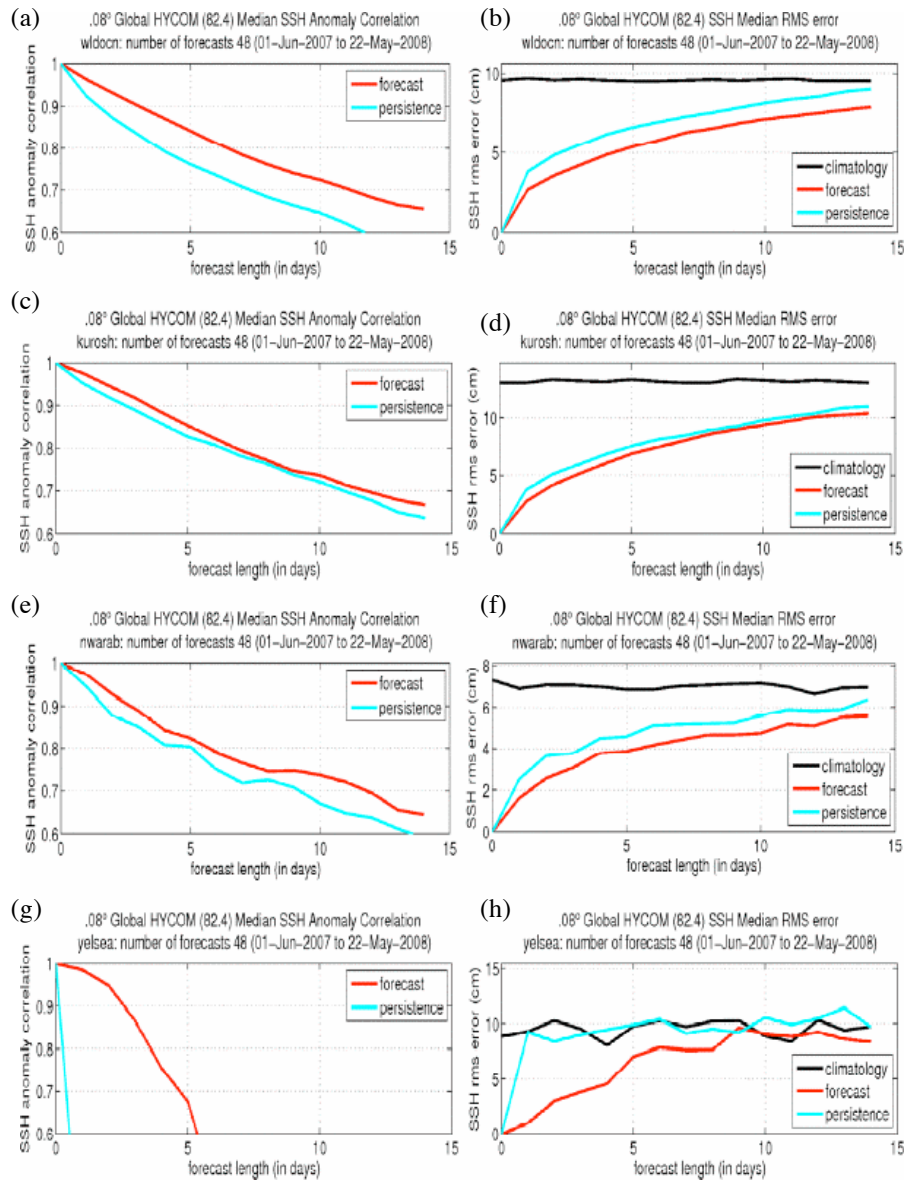 (a)
.08° Global HYCOM (82.4) Median SSH Anomaly Correlation
wldocn: number of forecasts 48 (01-Jun-2007 to 22-May-2008)
SSH anomaly correlation
1
0.9
0.8
0.7
0.6
forecast
persistence
0 5 10 15
forecast length (in days)
(b)
.08° Global HYCOM (82.4) SSH Median RMS error
wldocn: number of forecasts 48 (01-Jun-2007 to 22-May-2008)
SSH rms error (cm)
10
5
0
climatology
forecast
persistence
0 5 10 15
forecast length (in days)
(c)
.08° Global HYCOM (82.4) Median SSH Anomaly Correlation
kurosh: number of forecasts 48 (01-Jun-2007 to 22-May-2008)
SSH anomaly correlation
1
0.9
0.8
0.7
0.6
forecast
persistence
0 5 10 15
forecast length (in days)
(d)
.08° Global HYCOM (82.4) SSH Median RMS error
kurosh: number of forecasts 48 (01-Jun-2007 to 22-May-2008)
SSH rms error (cm)
10
5
0
climatology
forecast
persistence
0 5 10 15
forecast length (in days)
(e)
.08° Global HYCOM (82.4) Median SSH Anomaly Correlation
nwarab: number of forecasts 48 (01-Jun-2007 to 22-May-2008)
SSH anomaly correlation
1
0.9
0.8
0.7
0.6
forecast
persistence
0 5 10 15
forecast length (in days)
(f)
.08° Global HYCOM (82.4) SSH Median RMS error
nwarab: number of forecasts 48 (01-Jun-2007 to 22-May-2008)
SSH rms error (cm)
8
6
4
2
0
climatology
forecast
persistence
0 5 10 15
forecast length (in days)
(g)
.08° Global HYCOM (82.4) Median SSH Anomaly Correlation
yelsea: number of forecasts 48 (01-Jun-2007 to 22-May-2008)
SSH anomaly correlation
1
0.9
0.8
0.7
0.6
forecast
persistence
0 5 10 15
forecast length (in days)
(h)
.08° Global HYCOM (82.4) SSH Median RMS error
yelsea: number of forecasts 48 (01-Jun-2007 to 22-May-2008)
SSH rms error (cm)
15
10
5
0
climatology
forecast
persistence
0 5 10 15
forecast length (in days)